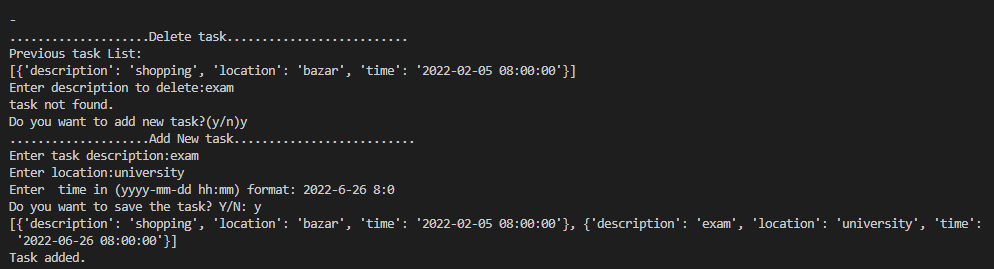 -
....................Delete task..........................
Previous task List:
[{'description': 'shopping', 'location': 'bazar', 'time': '2022-02-05 08:00:00'}]
Enter description to delete:exam
task not found.
Do you want to add new task?(y/n)y
....................Add New task..........................
Enter task description:exam
Enter location:university
Enter  time in (yyyy-mm-dd hh:mm) format: 2022-6-26 8:0
Do you want to save the task? Y/N: y
[{'description': 'shopping', 'location': 'bazar', 'time': '2022-02-05 08:00:00'}, {'description': 'exam', 'location': 'university', 'time':
 '2022-06-26 08:00:00'}]
Task added.